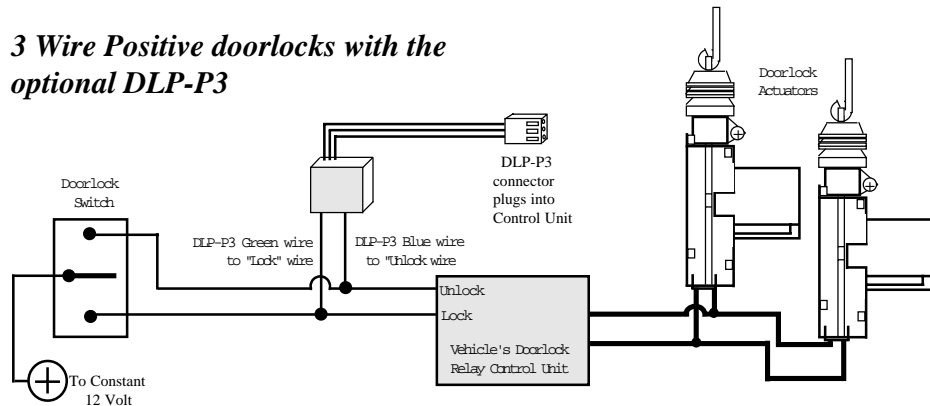 3 Wire Positive doorlocks with the
optional DLP-P3
Doorlock
Actuators
DLP-P3
connector
plugs into
Control Unit
Doorlock
Switch
DLP-P3 Green wire
to "Lock" wire
DLP-P3 Blue wire
to "Unlock wire
Unlock
Lock
Vehicle's Doorlock
Relay Control Unit
To Constant
12 Volt